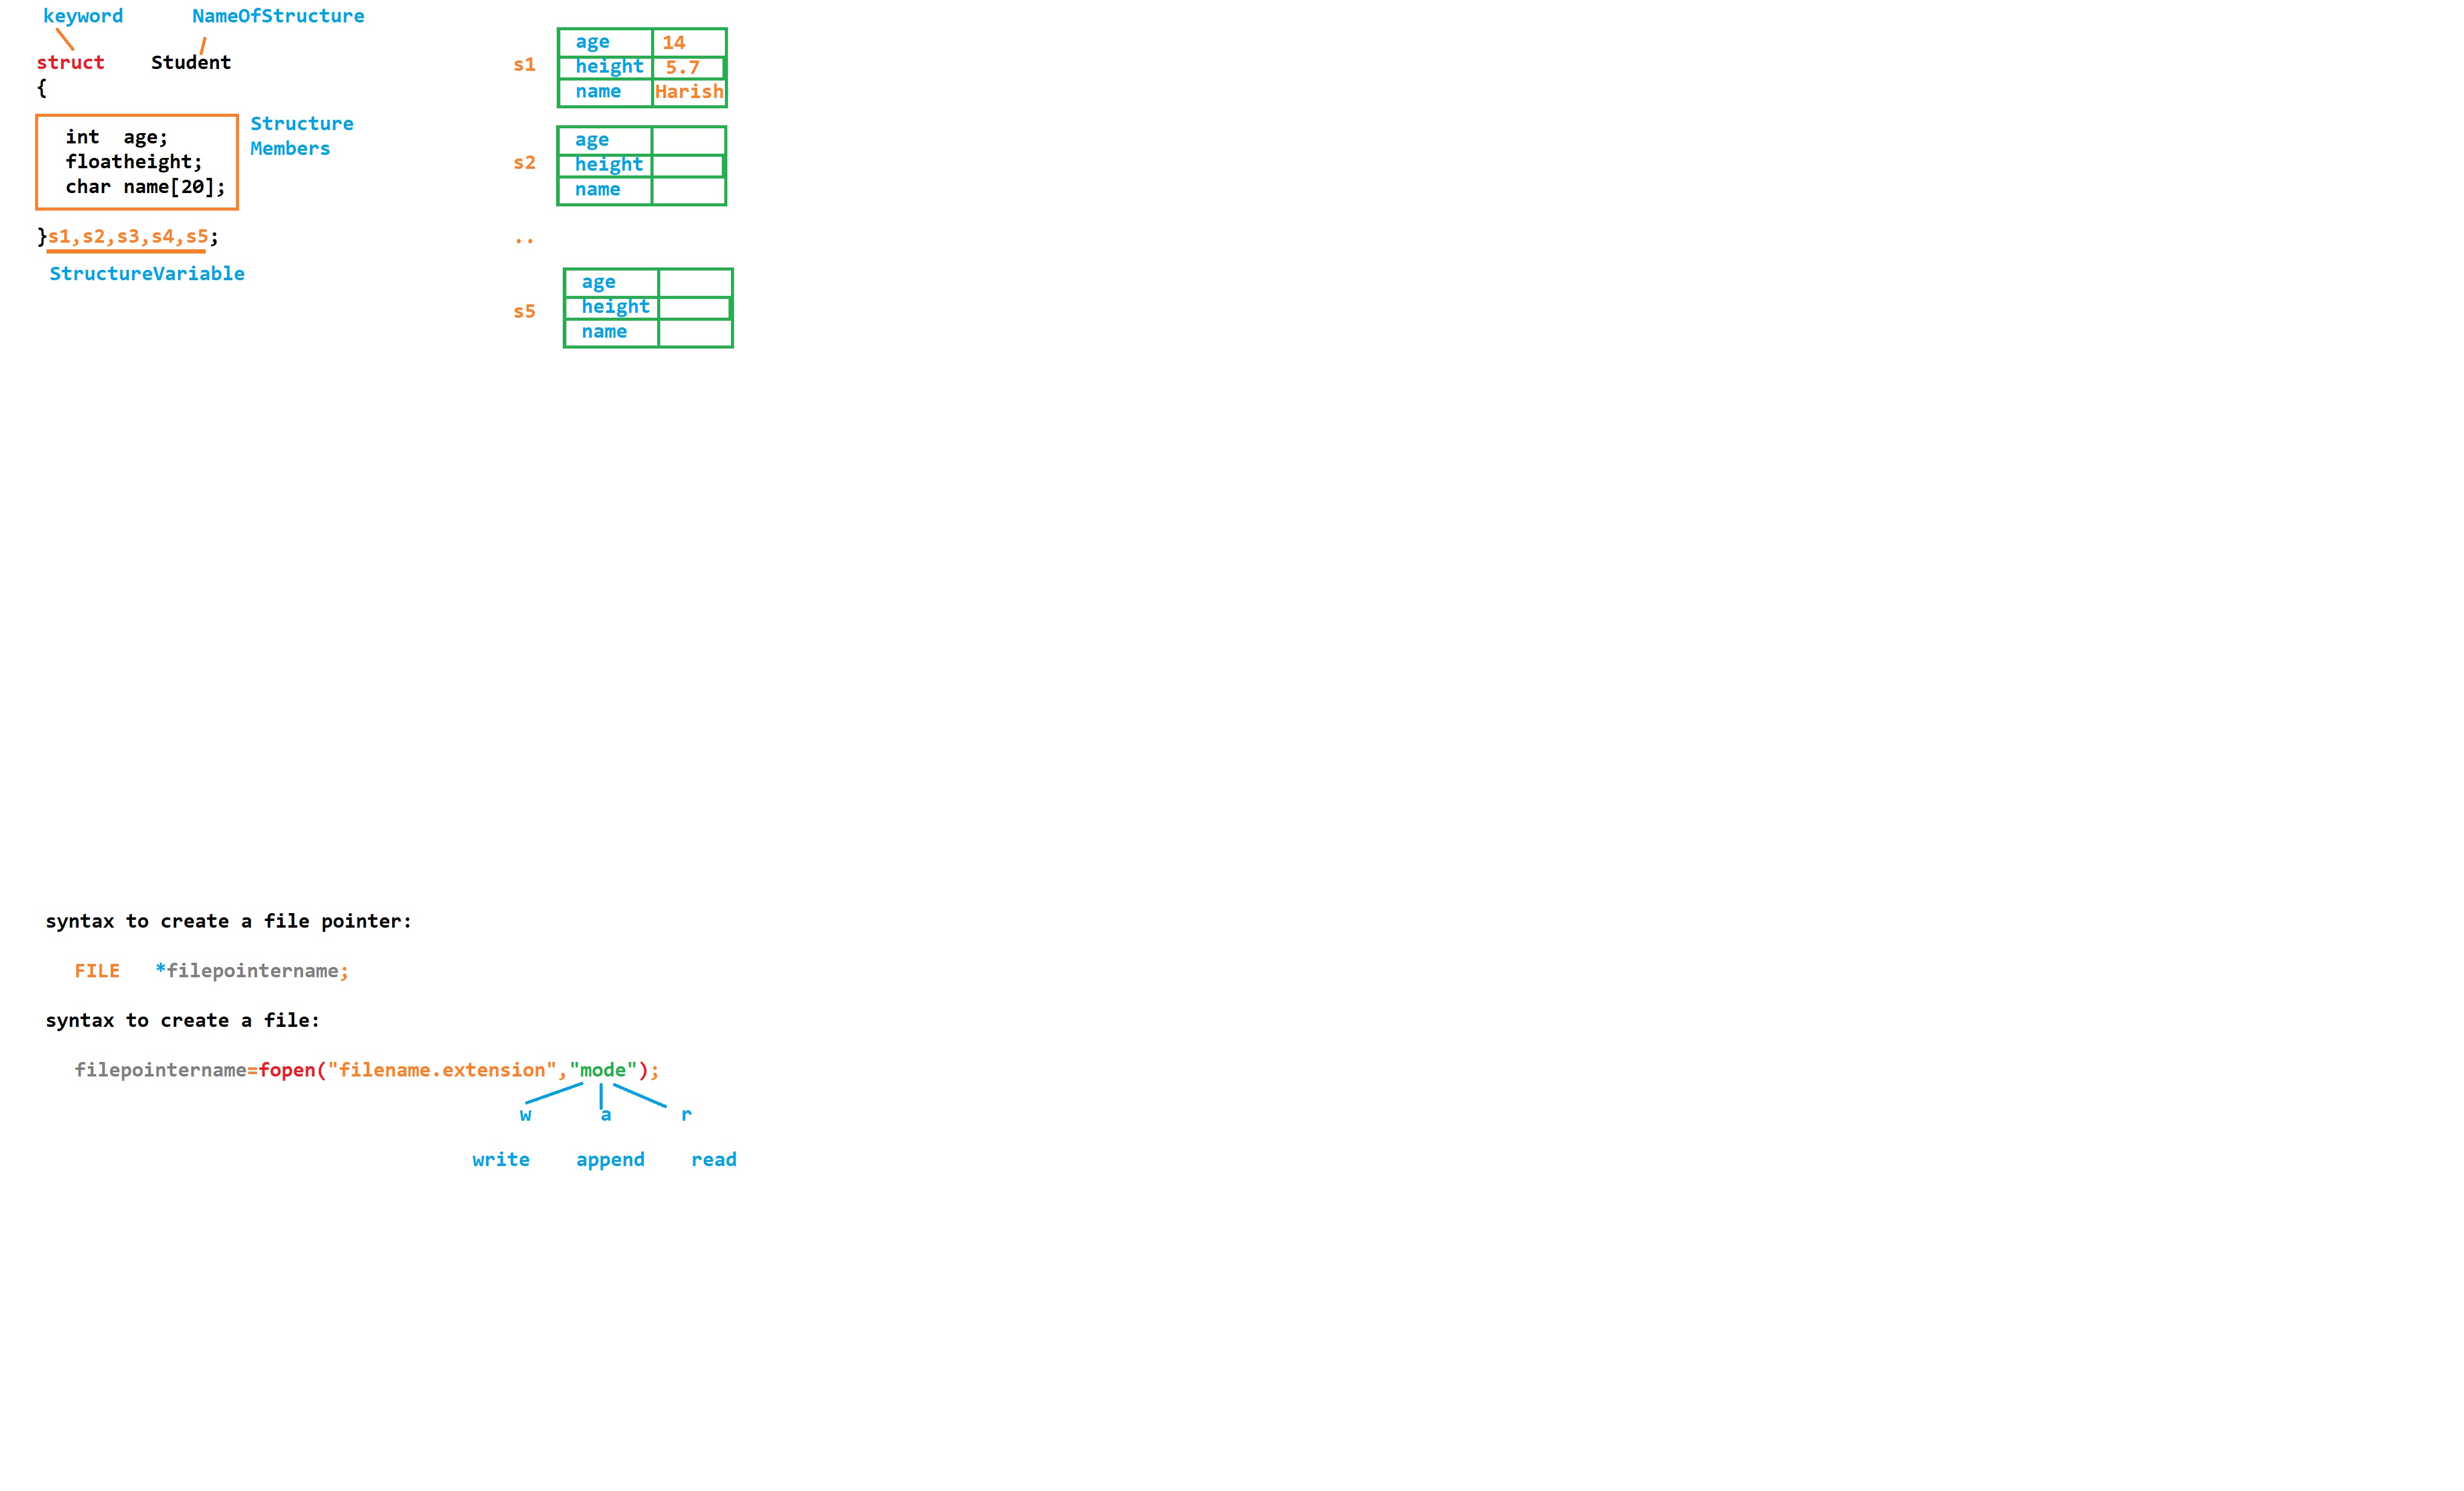 keyword NameOfStructure
struct Student
{
int age;
floatheight;
char name[20];
Structure
Members
}s1,s2,s3,s4,s5;
StructureVariable
s1
age 14
height 5.7
name Harish
s2
age
height
name
..
s5
age
height
name
syntax to create a file pointer:
FILE *filepointername;
syntax to create a file:
filepointername=fopen("filename.extension","mode");
w a r
write append read